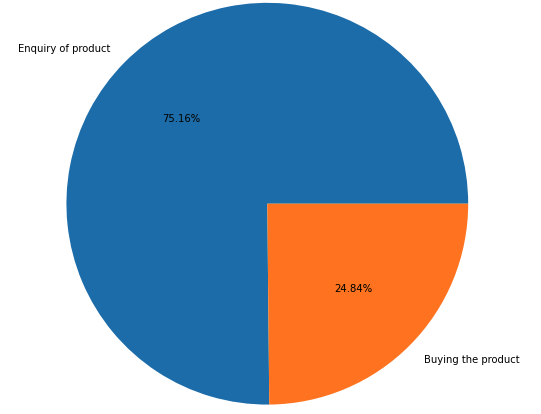 Enquiry of product
75.16%
24.84%
Buying the product